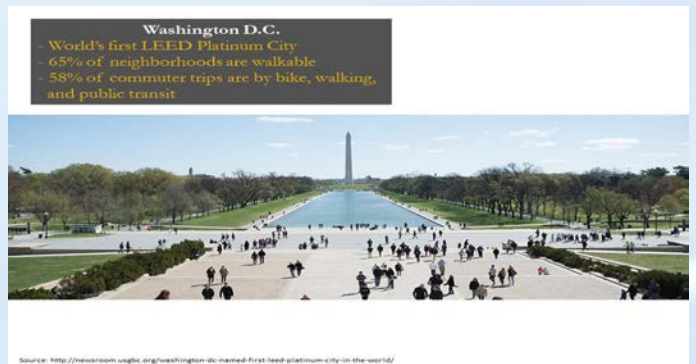 Washington D.C.
- World's first LEED Platinum City
- 65% of neighborhoods are walkable
- 58% of commuter trips are by bike, walking,
and public transit
Source: http://newsroom.usgbc.org/washington-dc-named-first-leed-platinum-city-in-the-world/